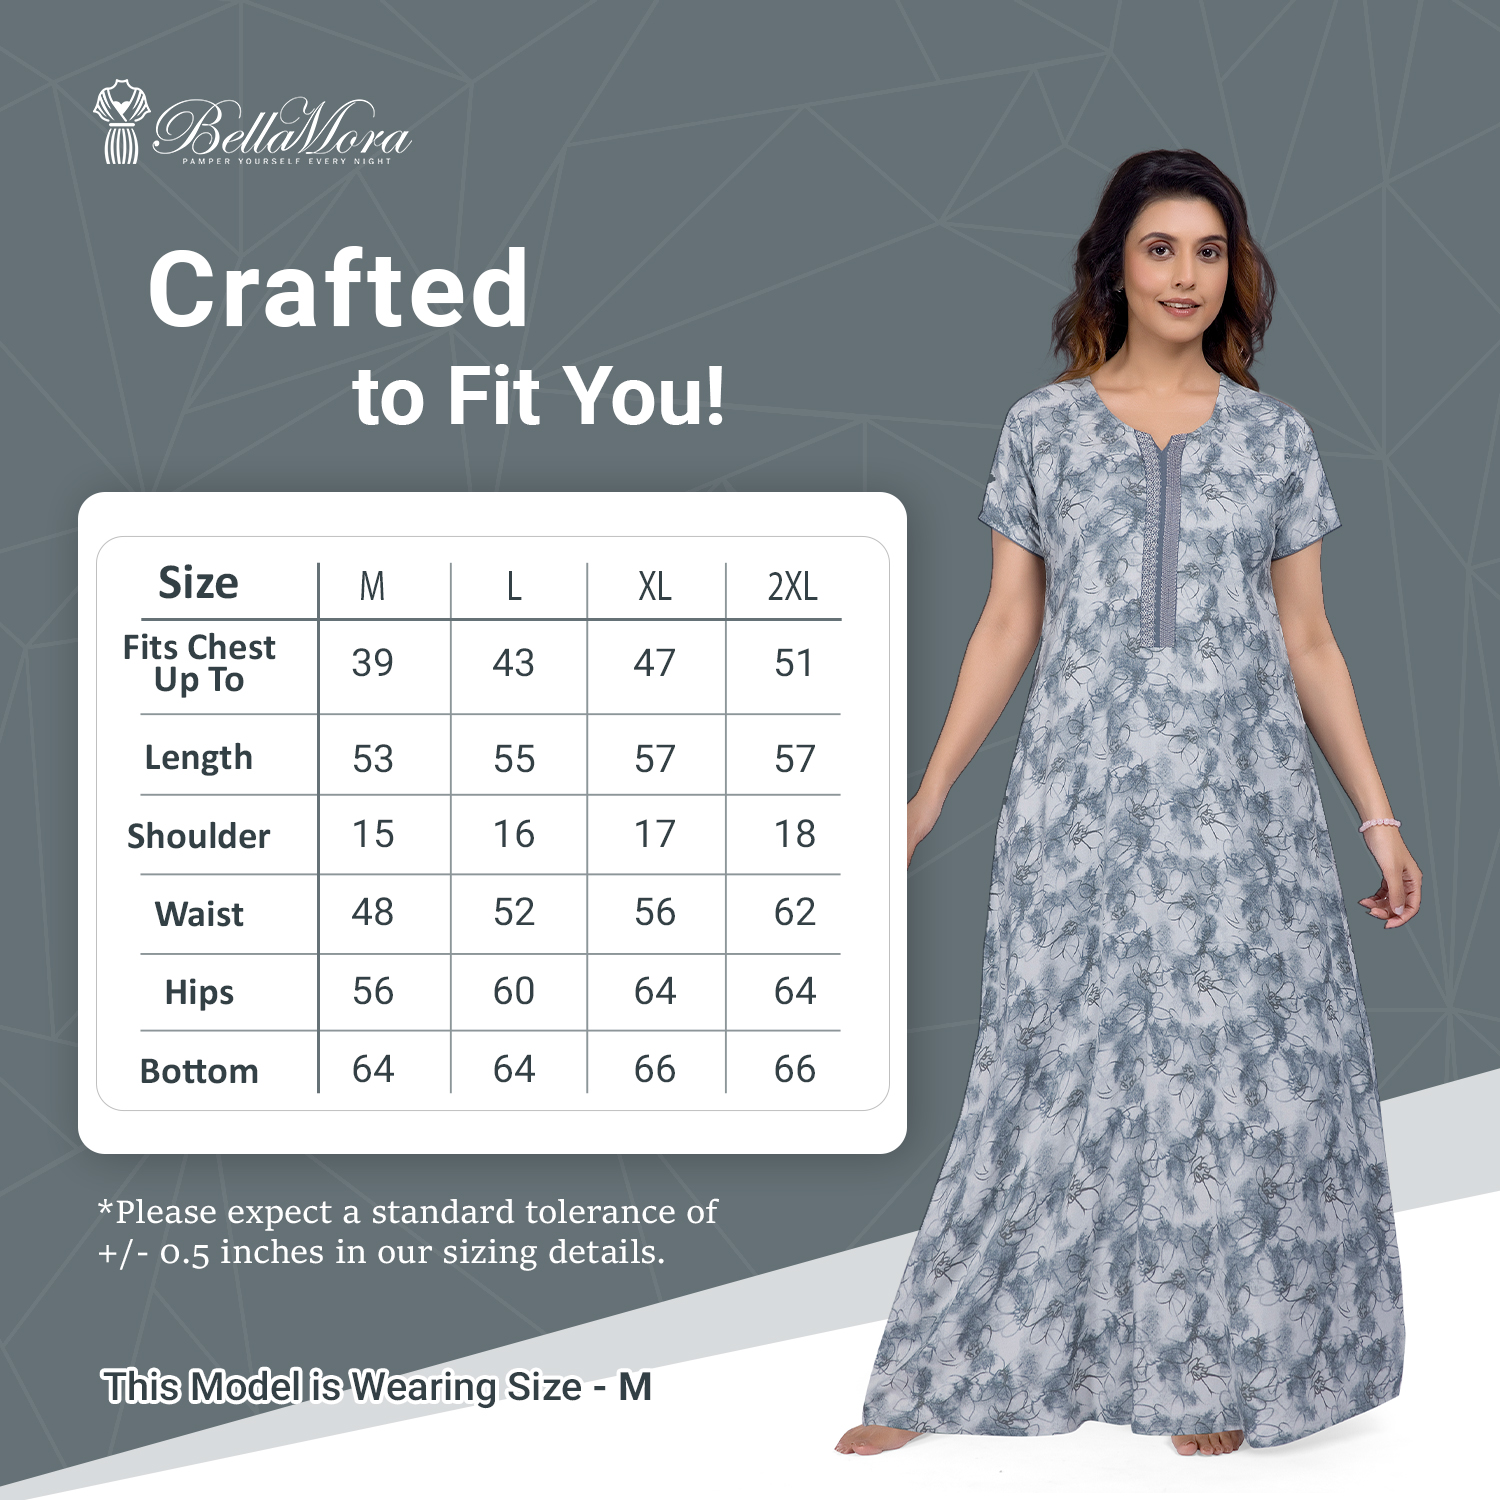 BellaMora
PAMPER YOURSELF EVERY NIGHT
Crafted
to Fit You!
Size M L XL 2XL
Fits Chest
Up To 39 43 47 51
Length 53 55 57 57
Shoulder 15 16 17 18
Waist 48 52 56 62
Hips 56 60 64 64
Bottom 64 64 66 66
*Please expect a standard tolerance of
+/- 0.5 inches in our sizing details.
This Model is Wearing Size - M